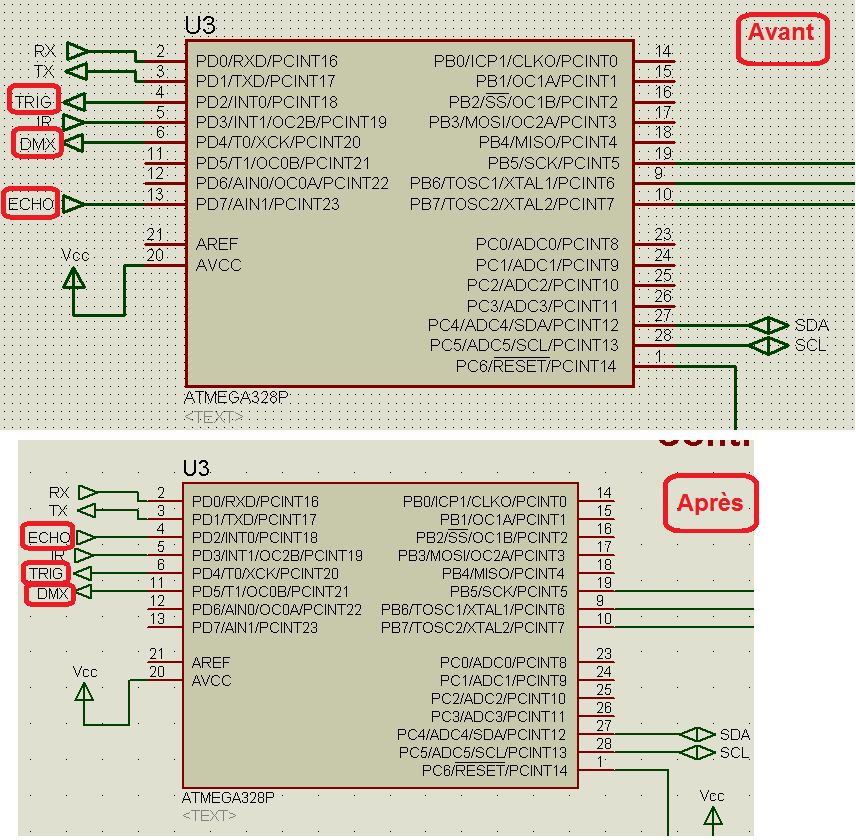 U3
Avant
RX 2 PD0/RXD/PCINT16 PB0/ICP1/CLKO/PCINT0 14
TX 3 PD1/TXD/PCINT17 PB1/OC1A/PCINT1 15
TRIG 4 PD2/INT0/PCINT18 PB2/SS/OC1B/PCINT2 16
IR 5 PD3/INT1/OC2B/PCINT19 PB3/MOSI/OC2A/PCINT3 17
DMX 6 PD4/T0/XCK/PCINT20 PB4/MISO/PCINT4 18
11 PD5/T1/OC0B/PCINT21 PB5/SCK/PCINT5 19
12 PD6/AIN0/OC0A/PCINT22 PB6/TOSC1/XTAL1/PCINT6 9
ECHO 13 PD7/AIN1/PCINT23 PB7/TOSC2/XTAL2/PCINT7 10
21 AREF PC0/ADC0/PCINT8 23
Vcc 20 AVCC PC1/ADC1/PCINT9 24
PC2/ADC2/PCINT10 25
PC3/ADC3/PCINT11 26
PC4/ADC4/SDA/PCINT12 27 SDA
PC5/ADC5/SCL/PCINT13 28 SCL
PC6/RESET/PCINT14 1
ATMEGA328P
<TEXT>
U3
Après
RX 2 PD0/RXD/PCINT16 PB0/ICP1/CLKO/PCINT0 14
TX 3 PD1/TXD/PCINT17 PB1/OC1A/PCINT1 15
ECHO 4 PD2/INT0/PCINT18 PB2/SS/OC1B/PCINT2 16
IR 5 PD3/INT1/OC2B/PCINT19 PB3/MOSI/OC2A/PCINT3 17
TRIG 6 PD4/T0/XCK/PCINT20 PB4/MISO/PCINT4 18
DMX 11 PD5/T1/OC0B/PCINT21 PB5/SCK/PCINT5 19
12 PD6/AIN0/OC0A/PCINT22 PB6/TOSC1/XTAL1/PCINT6 9
13 PD7/AIN1/PCINT23 PB7/TOSC2/XTAL2/PCINT7 10
21 AREF PC0/ADC0/PCINT8 23
Vcc 20 AVCC PC1/ADC1/PCINT9 24
PC2/ADC2/PCINT10 25
PC3/ADC3/PCINT11 26
PC4/ADC4/SDA/PCINT12 27 SDA
PC5/ADC5/SCL/PCINT13 28 SCL
PC6/RESET/PCINT14 1
ATMEGA328P
<TEXT>
Vcc